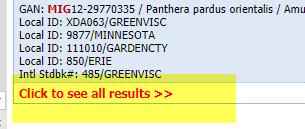 GAN: MIG12-29770335 / Panthera pardus orientalis / Amu
Local ID: XDA063/GREENVISC
Local ID: 9877/MINNESOTA
Local ID: 111010/GARDENCTY
Local ID: 850/ERIE
Intl Stdbk#: 485/GREENVISC
Click to see all results >>